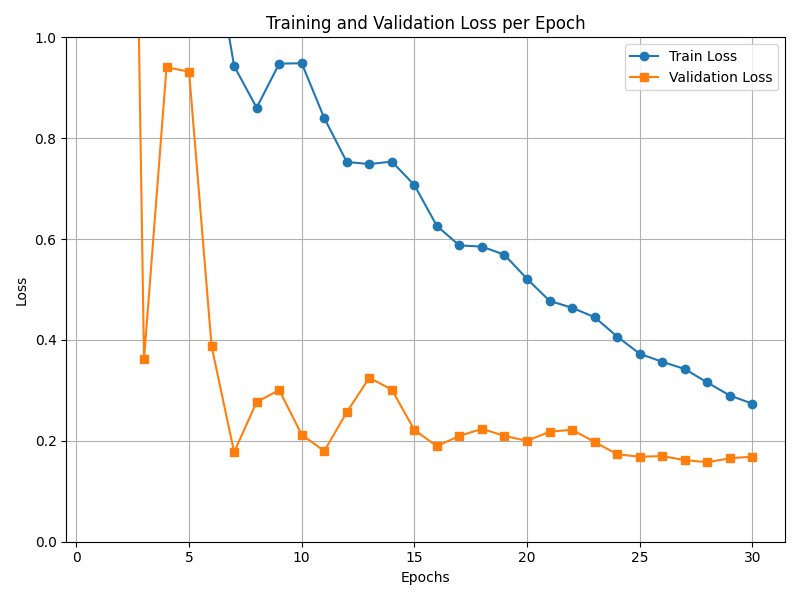 Training and Validation Loss per Epoch
1.0
0.8
0.6
0.4
0.2
0.0
Loss
Train Loss
Validation Loss
0 5 10 15 20 25 30
Epochs